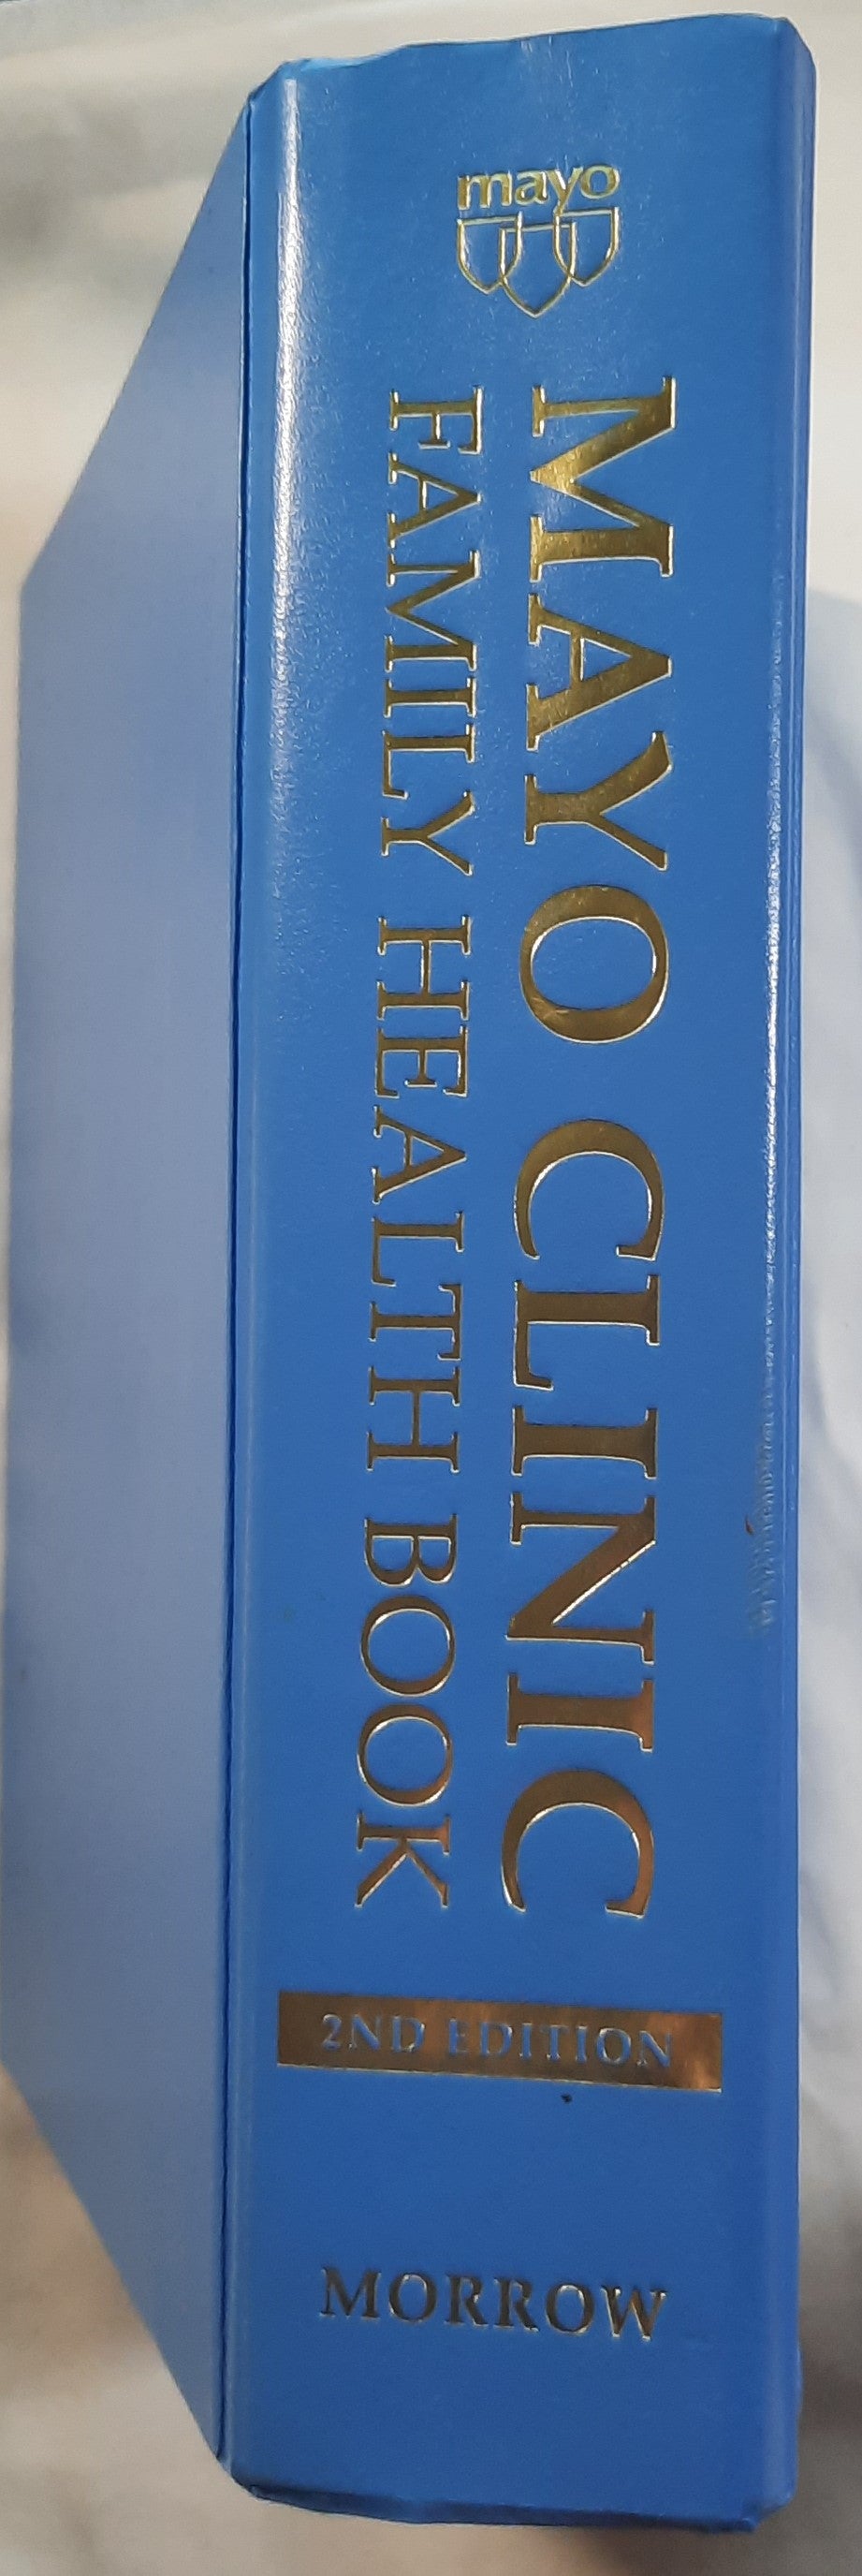 mayo
MAYO CLINIC
FAMILY HEALTH BOOK
2ND EDITION
MORROW